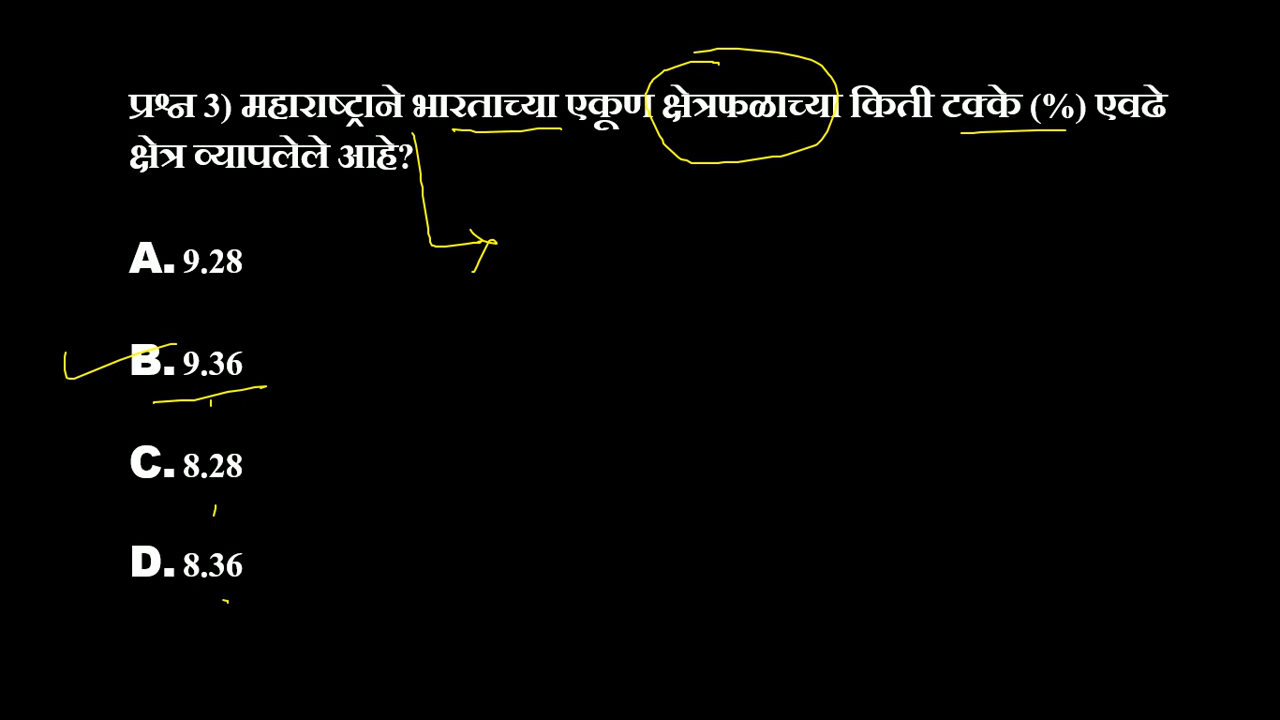 प्रश्न 3) महाराष्ट्राने भारताच्या एकूण क्षेत्रफळाच्या किती टक्के (%) एवढे
क्षेत्र व्यापलेले आहे?
A. 9.28
B. 9.36
C. 8.28
D. 8.36